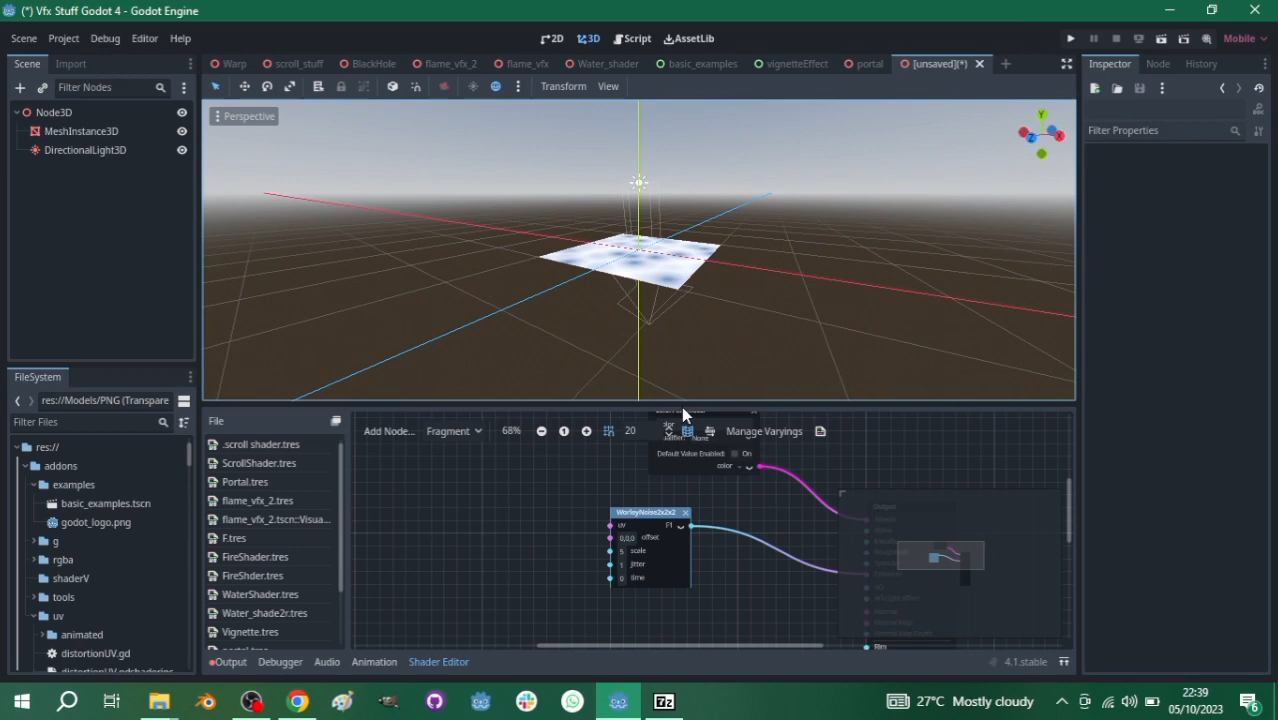 (*) Vfx Stuff Godot 4 - Godot Engine
Scene Project Debug Editor Help
2D 3D Script AssetLib
Mobile
Scene Import
Warp scroll_stuff BlackHole flame_vfx_2 flame_vfx Water_shader basic_examples vignetteEffect portal [unsaved](*)
Inspector Node History
Filter Nodes
Transform View
Node3D
MeshInstance3D
DirectionalLight3D
Perspective
Y
X
Z
Filter Properties
FileSystem
res://Models/PNG (Transpare
Filter Files
res://
addons
examples
basic_examples.tscn
godot_logo.png
g
rgba
shaderV
tools
uv
animated
distortionUV.gd
File
.scroll shader.tres
ScrollShader.tres
Portal.tres
flame_vfx_2.tres
flame_vfx_2.tscn::Visua...
F.tres
FireShader.tres
FireShder.tres
WaterShader.tres
Water_shade2r.tres
Vignette.tres
Add Node... Fragment 68% 1 20 Manage Varyings
None
Default Value Enabled: On
color
WorleyNoise2x2x2
uv F1
0,0,0 offset
5 scale
1 jitter
0 time
Output
Rim
Output Debugger Audio Animation Shader Editor
4.1.stable
27°C Mostly cloudy
22:39
05/10/2023
6